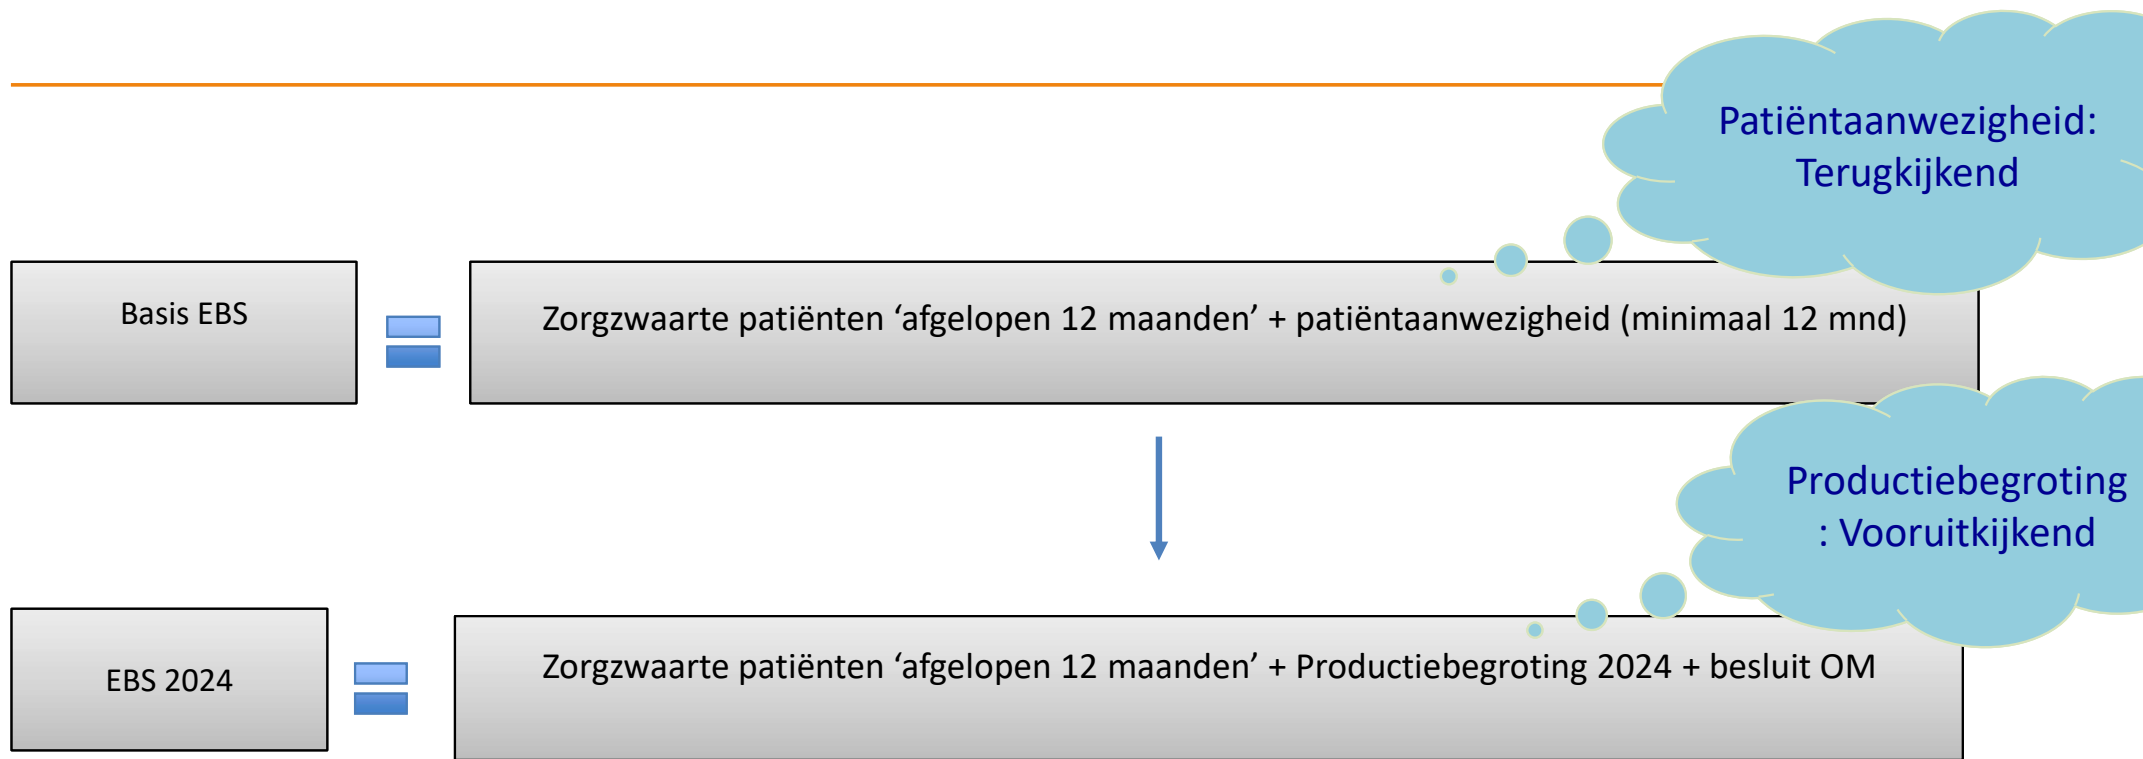 Patiëntaanwezigheid:
Terugkijkend
Basis EBS
Zorgzwaarte patiënten ‘afgelopen 12 maanden’ + patiëntaanwezigheid (minimaal 12 mnd)
Productiebegroting
: Vooruitkijkend
EBS 2024
Zorgzwaarte patiënten ‘afgelopen 12 maanden’ + Productiebegroting 2024 + besluit OM